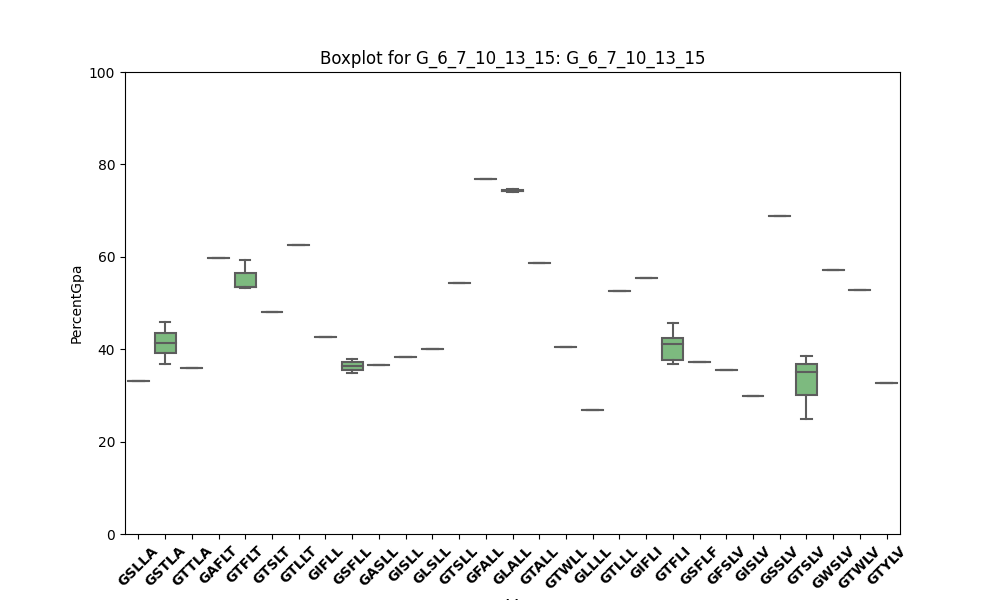 Boxplot for G_6_7_10_13_15: G_6_7_10_13_15
100
80
60
40
20
0
PercentGpa
GSLLA
GSTLA
GTTLA
GAFLT
GTFLT
GTSLT
GTLLT
GIFLL
GSFLL
GASLL
GISLL
GLSLL
GTSLL
GFALL
GLALL
GTALL
GTWLL
GLLLL
GTLLL
GIFLI
GTFLI
GSFLF
GFSLV
GISLV
GSSLV
GTSLV
GWSLV
GTWLV
GTYLV